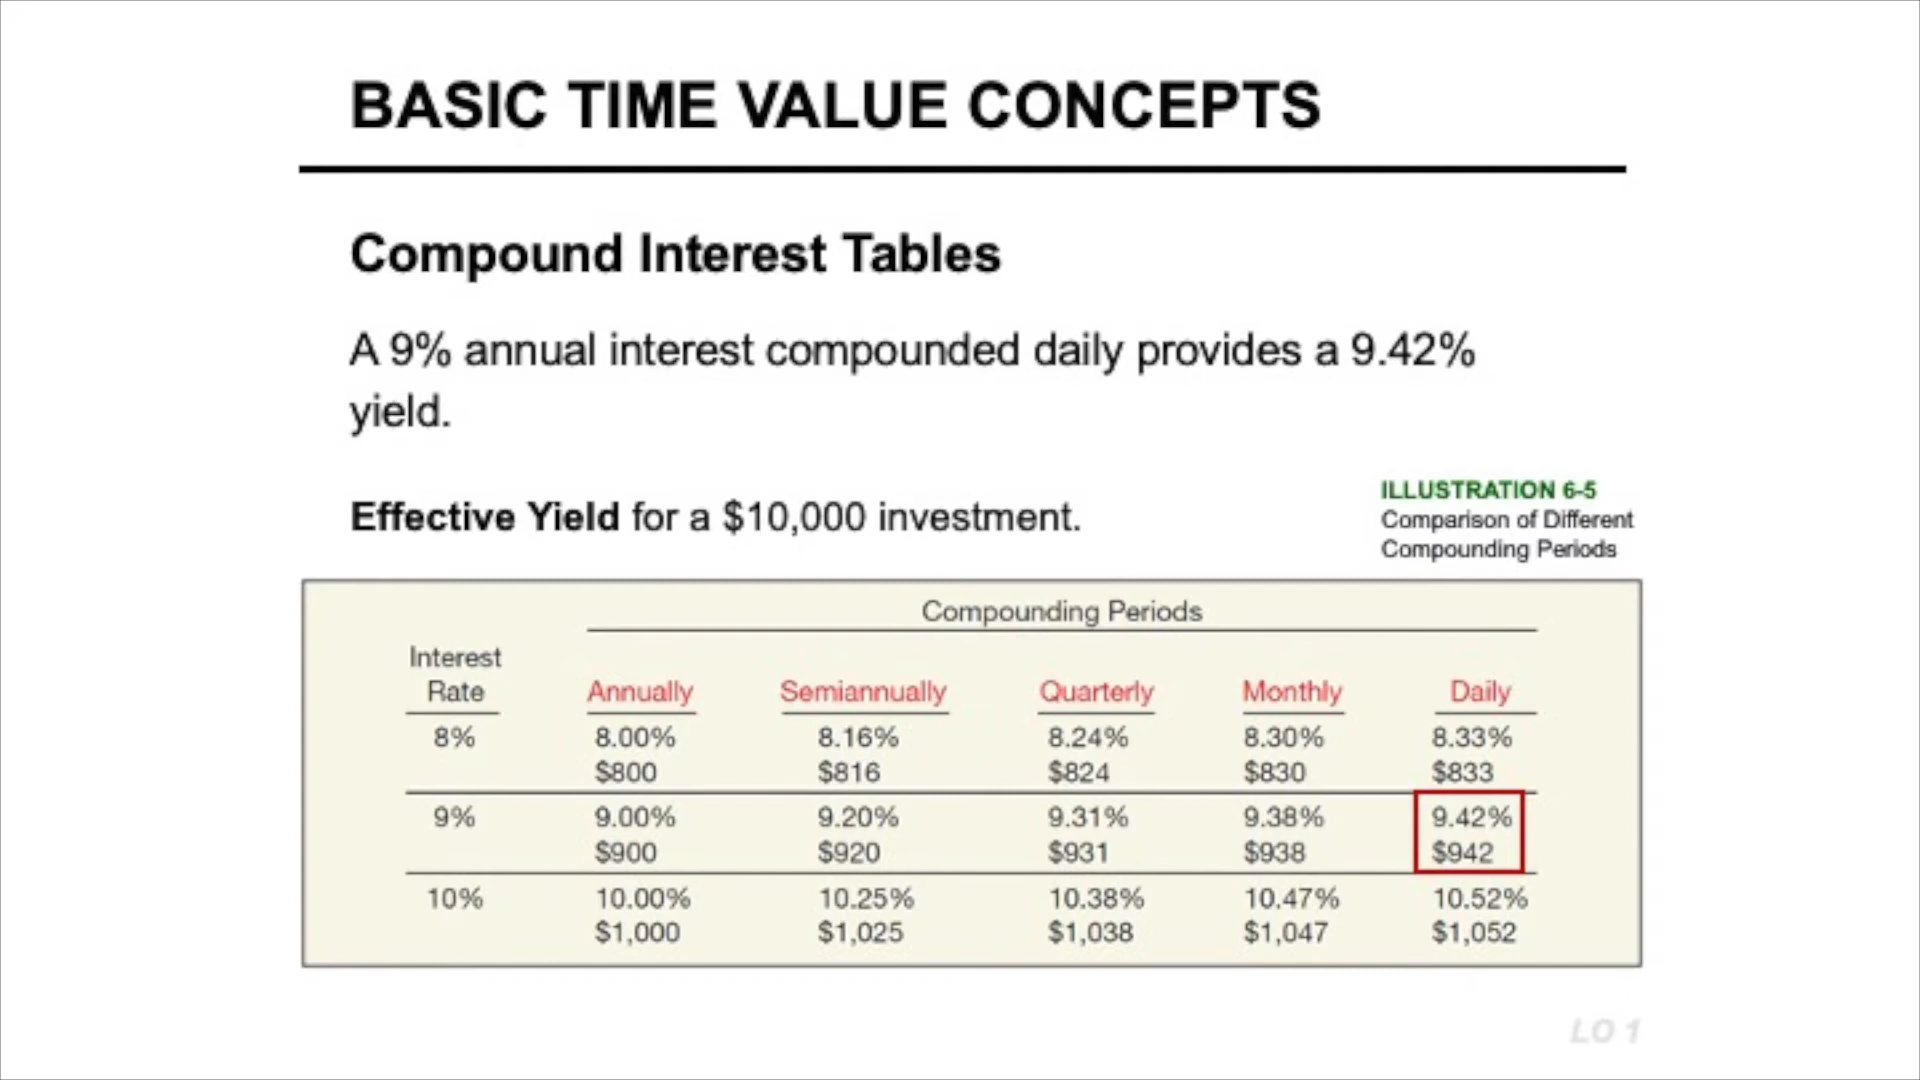 BASIC TIME VALUE CONCEPTS
Compound Interest Tables
A 9% annual interest compounded daily provides a 9.42%
yield.
Effective Yield for a $10,000 investment.
ILLUSTRATION 6-5
Comparison of Different
Compounding Periods
Compounding Periods
Interest
Rate Annually Semiannually Quarterly Monthly Daily
8% 8.00% 8.16% 8.24% 8.30% 8.33%
$800 $816 $824 $830 $833
9% 9.00% 9.20% 9.31% 9.38% 9.42%
$900 $920 $931 $938 $942
10% 10.00% 10.25% 10.38% 10.47% 10.52%
$1,000 $1,025 $1,038 $1,047 $1,052
LO 1